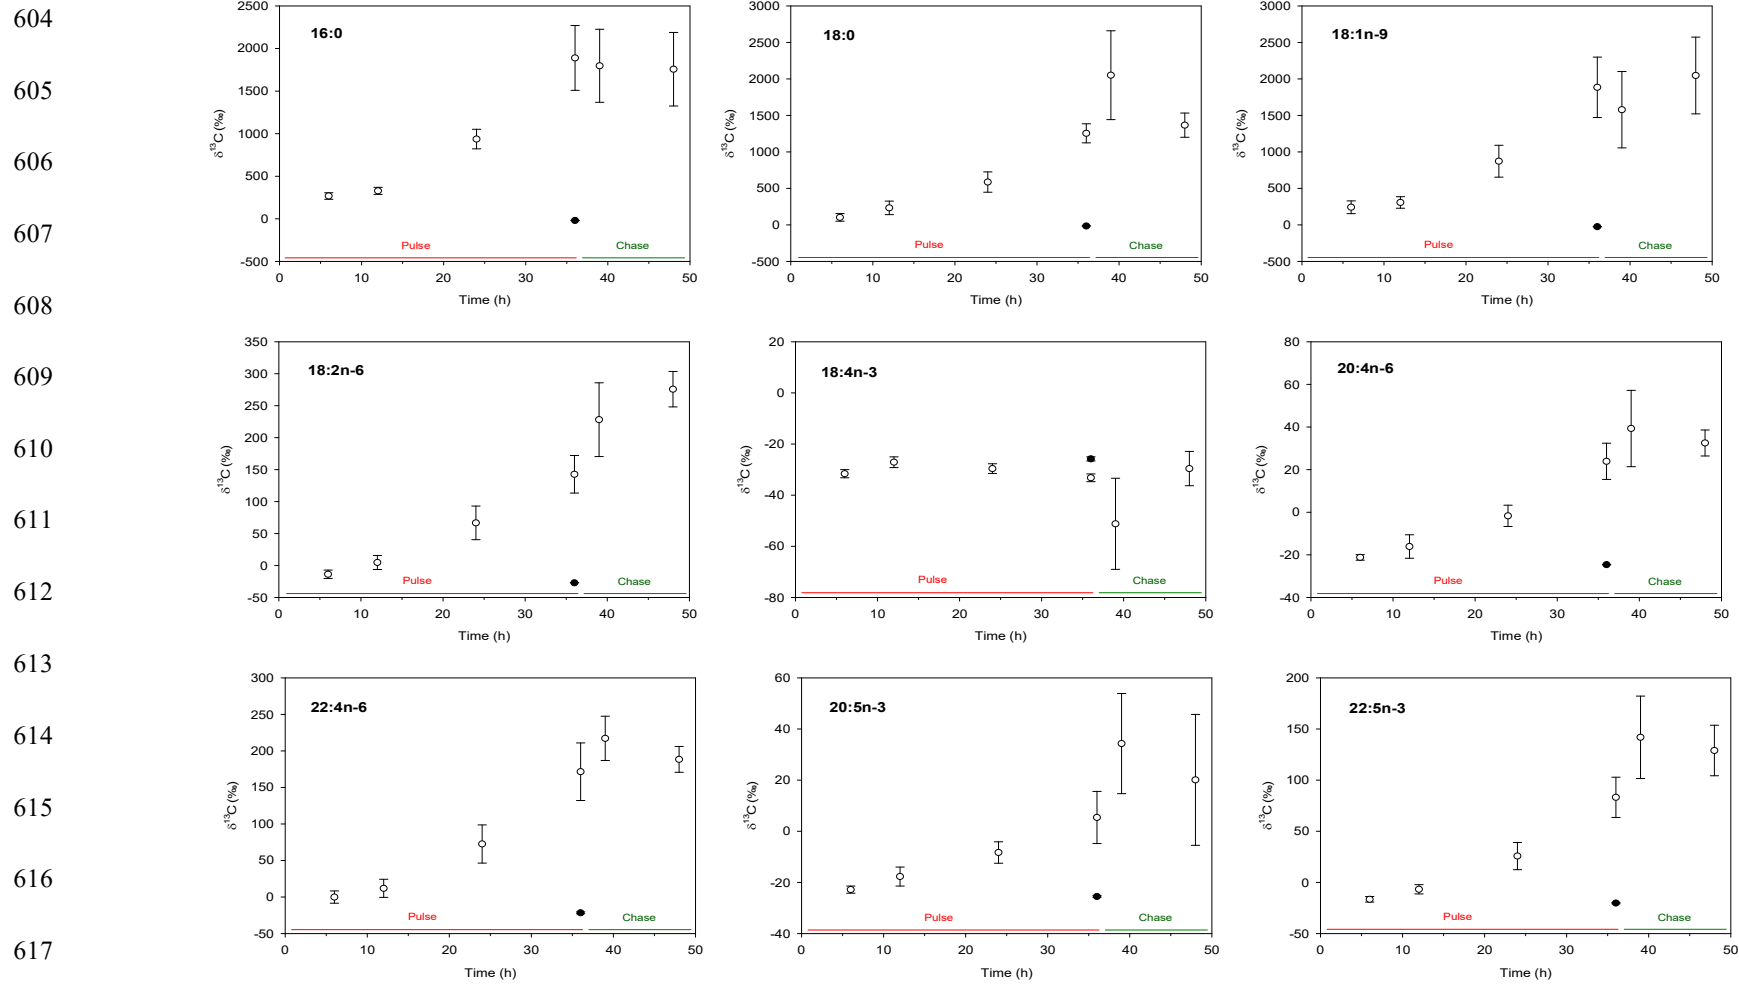 604
605
606
607
608
609
610
611
612
613
614
615
616
617
16:0
δ13C (‰)
2500
2000
1500
1000
500
0
-500
Pulse
Chase
0 10 20 30 40 50
Time (h)
18:0
δ13C (‰)
3000
2500
2000
1500
1000
500
0
-500
Pulse
Chase
0 10 20 30 40 50
Time (h)
18:1n-9
δ13C (‰)
3000
2500
2000
1500
1000
500
0
-500
Pulse
Chase
0 10 20 30 40 50
Time (h)
18:2n-6
δ13C (‰)
350
300
250
200
150
100
50
0
-50
Pulse
Chase
0 10 20 30 40 50
Time (h)
18:4n-3
δ13C (‰)
20
0
-20
-40
-60
-80
Pulse
Chase
0 10 20 30 40 50
Time (h)
20:4n-6
δ13C (‰)
80
60
40
20
0
-20
-40
Pulse
Chase
0 10 20 30 40 50
Time (h)
22:4n-6
δ13C (‰)
300
250
200
150
100
50
0
-50
Pulse
Chase
0 10 20 30 40 50
Time (h)
20:5n-3
δ13C (‰)
60
40
20
0
-20
-40
Pulse
Chase
0 10 20 30 40 50
Time (h)
22:5n-3
δ13C (‰)
200
150
100
50
0
-50
Pulse
Chase
0 10 20 30 40 50
Time (h)